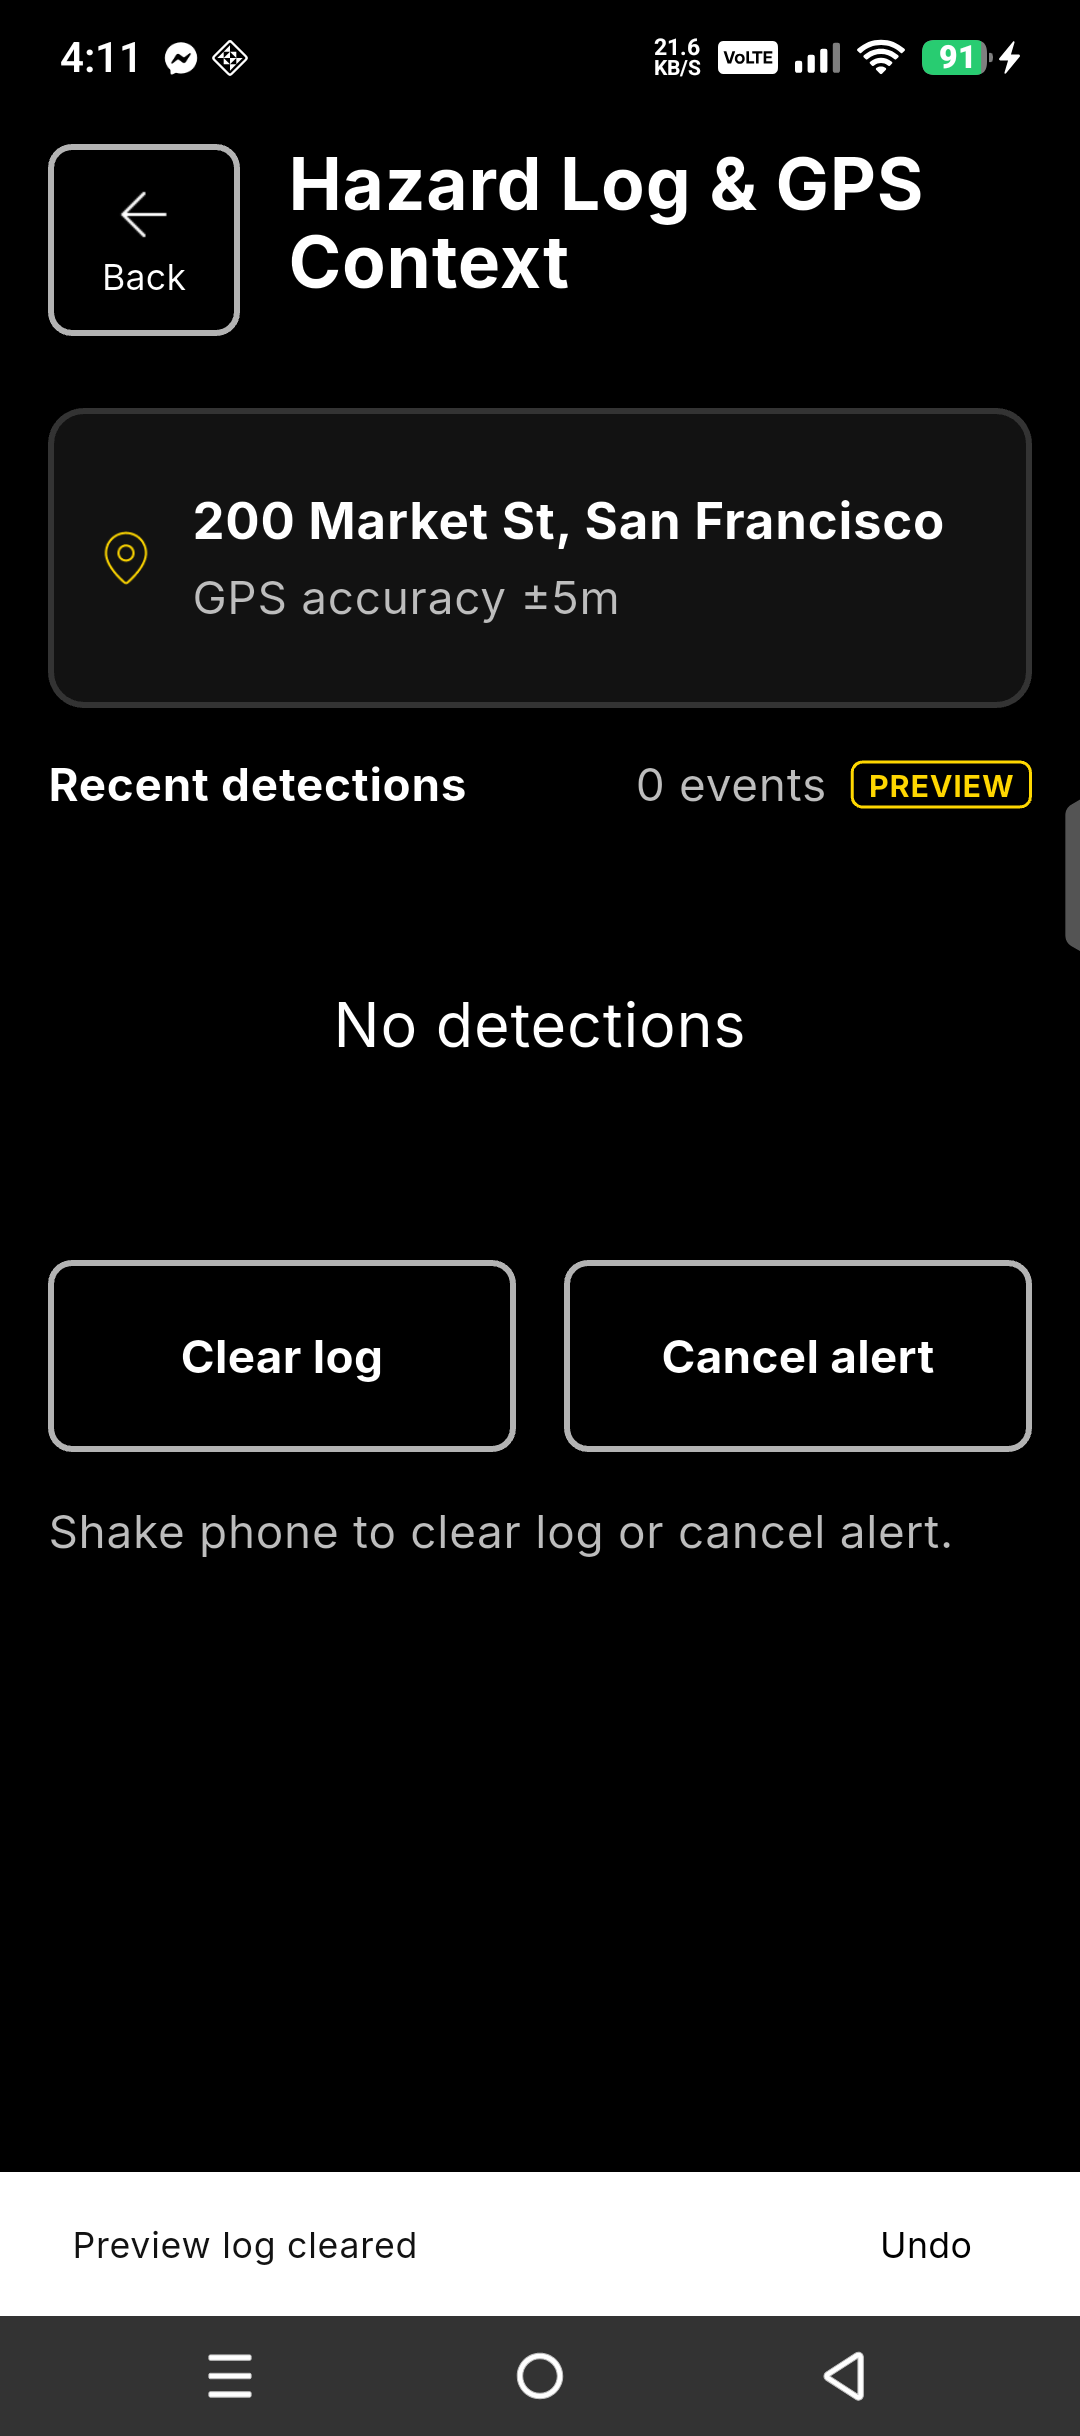 4:11
21.6
KB/S
VoLTE
91
Hazard Log & GPS
Context
Back
200 Market St, San Francisco
GPS accuracy ±5m
Recent detections
0 events
PREVIEW
No detections
Clear log
Cancel alert
Shake phone to clear log or cancel alert.
Preview log cleared
Undo